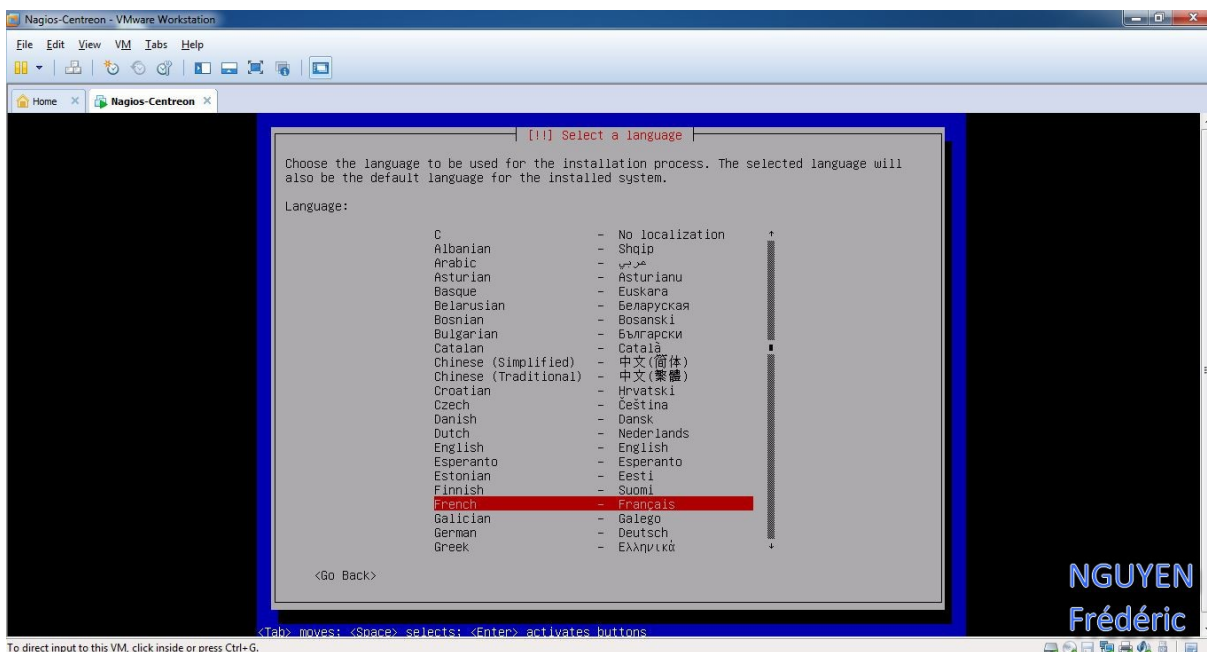 Nagios-Centreon - VMware Workstation
File Edit View VM Tabs Help
Home Nagios-Centreon
[!!] Select a language
Choose the language to be used for the installation process. The selected language will
also be the default language for the installed system.
Language:
C - No localization
Albanian - Shqip
Arabic - عربي
Asturian - Asturianu
Basque - Euskara
Belarusian - Беларуская
Bosnian - Bosanski
Bulgarian - Български
Catalan - Català
Chinese (Simplified) - 中文(简体)
Chinese (Traditional) - 中文(繁體)
Croatian - Hrvatski
Czech - Čeština
Danish - Dansk
Dutch - Nederlands
English - English
Esperanto - Esperanto
Estonian - Eesti
Finnish - Suomi
French - Français
Galician - Galego
German - Deutsch
Greek - Ελληνικά
<Go Back>
NGUYEN
Frédéric
<Tab> moves; <Space> selects; <Enter> activates buttons
To direct input to this VM, click inside or press Ctrl+G.